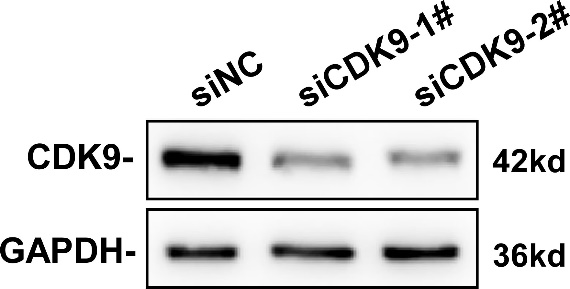 siNC siCDK9-1# siCDK9-2#
CDK9- 42kd
GAPDH- 36kd